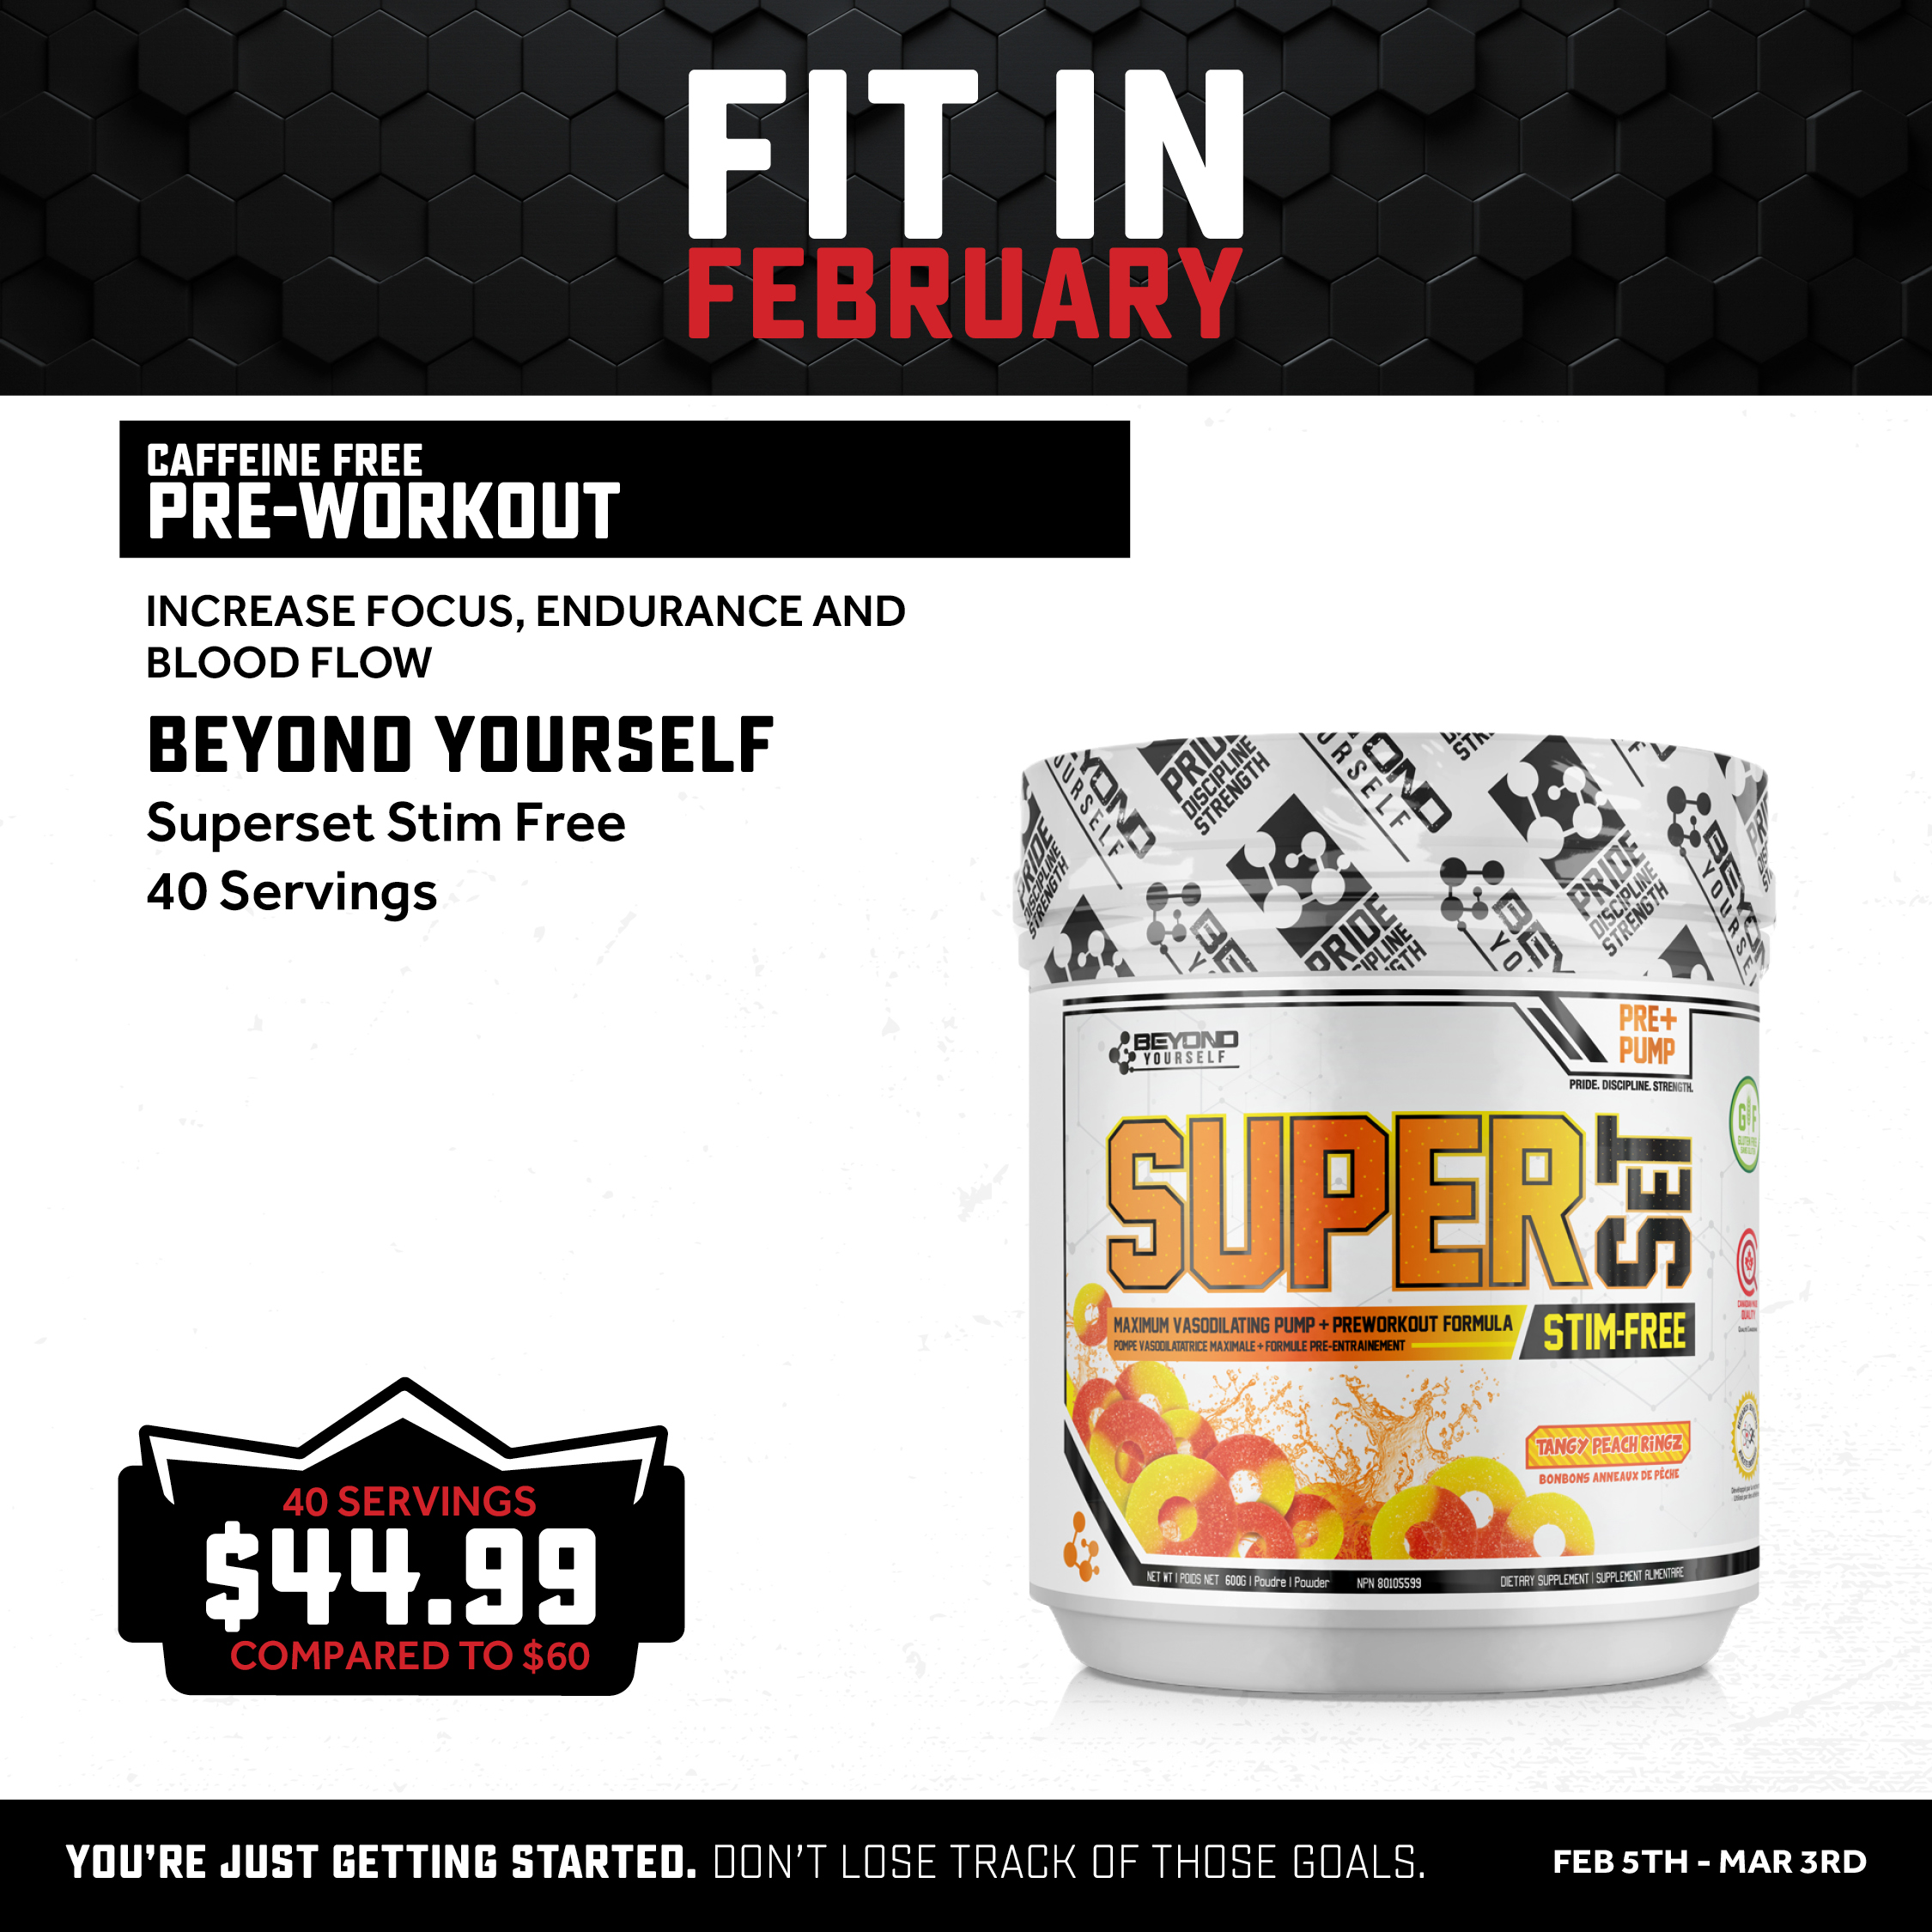 FIT IN
FEBRUARY
CAFFEINE FREE
PRE-WORKOUT
INCREASE FOCUS, ENDURANCE AND
BLOOD FLOW
BEYOND YOURSELF
Superset Stim Free
40 Servings
PRIDE
DISCIPLINE
STRENGTH
BEYOND
YOURSELF
PRE+
PUMP
PRIDE. DISCIPLINE. STRENGTH.
GF
SUPER
SET
MAXIMUM VASODILATING PUMP + PREWORKOUT FORMULA
POMPE VASODILATATRICE MAXIMALE + FORMULE PRE-ENTRAINEMENT
STIM-FREE
TANGY PEACH RINGZ
BONBONS ANNEAUX DE PÊCHE
NET WT | POIDS NET 600G | Poudre | Powder
NPN 80105599
DIETARY SUPPLEMENT | SUPPLEMENT ALIMENTAIRE
40 SERVINGS
$44.99
COMPARED TO $60
YOU'RE JUST GETTING STARTED. DON'T LOSE TRACK OF THOSE GOALS.
FEB 5TH - MAR 3RD